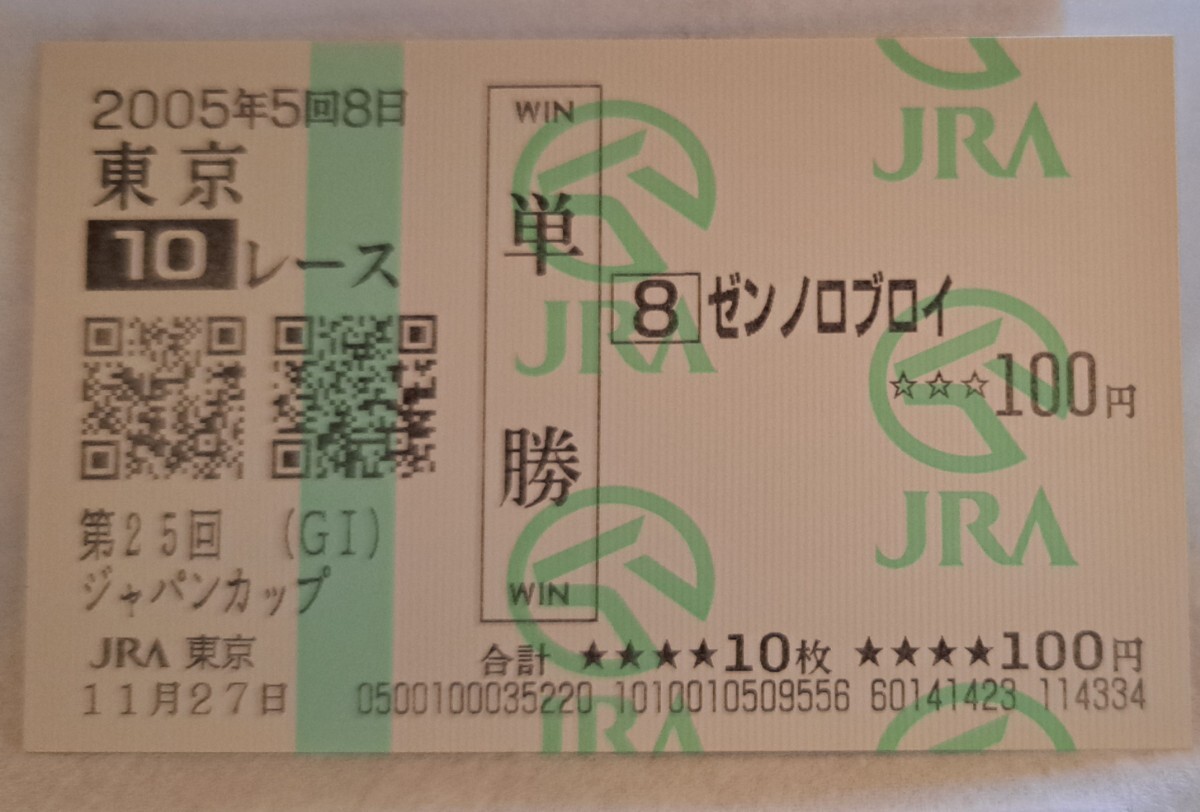 2005年5回8日
東京
10レース
第25回 (GI)
ジャパンカップ
JRA 東京
11月27日
WIN
単勝
WIN
8 ゼンノロブロイ
☆☆☆100円
合計 ★★★★10枚 ★★★★100円
0500100035220 1010010509556 60141423 114334
JRA
JRA
JRA
JRA